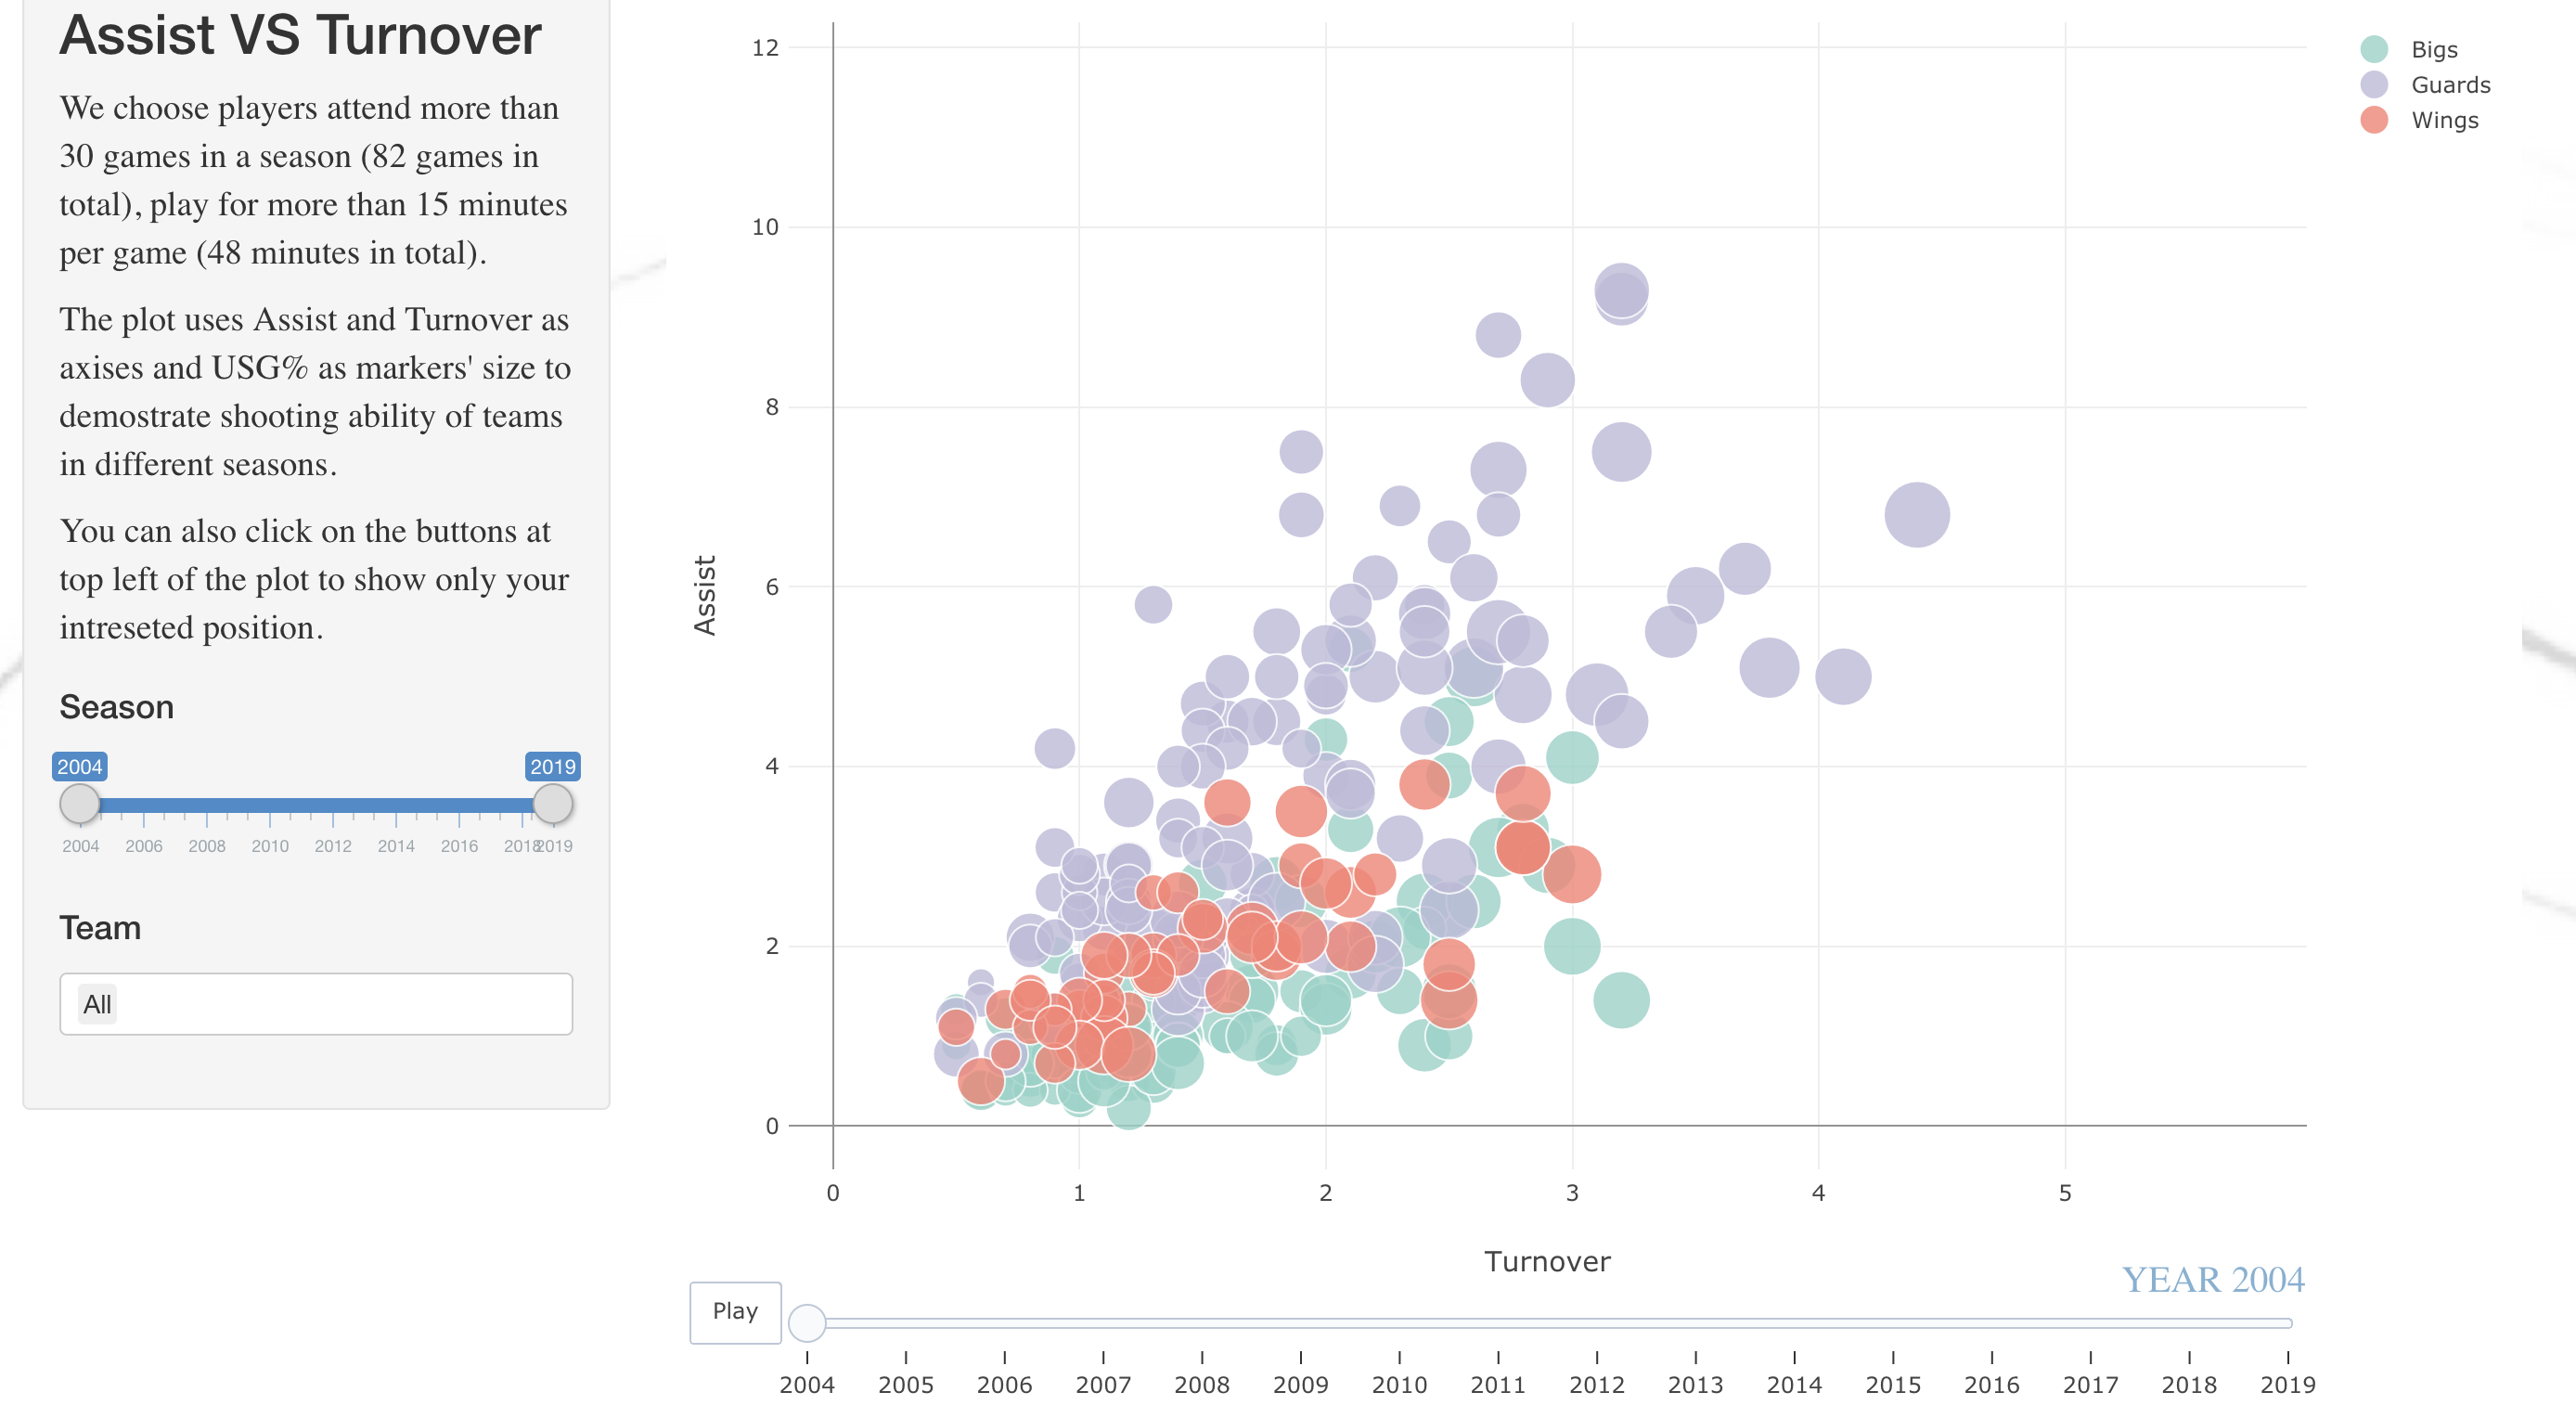 Assist VS Turnover
We choose players attend more than
30 games in a season (82 games in
total), play for more than 15 minutes
per game (48 minutes in total).
The plot uses Assist and Turnover as
axises and USG% as markers' size to
demostrate shooting ability of teams
in different seasons.
You can also click on the buttons at
top left of the plot to show only your
intreseted position.
Season
2004 2019
2004 2006 2008 2010 2012 2014 2016 2018 2019
Team
All
12
10
8
6
4
2
0
Assist
0 1 2 3 4 5
Turnover
Bigs
Guards
Wings
YEAR 2004
Play
2004 2005 2006 2007 2008 2009 2010 2011 2012 2013 2014 2015 2016 2017 2018 2019